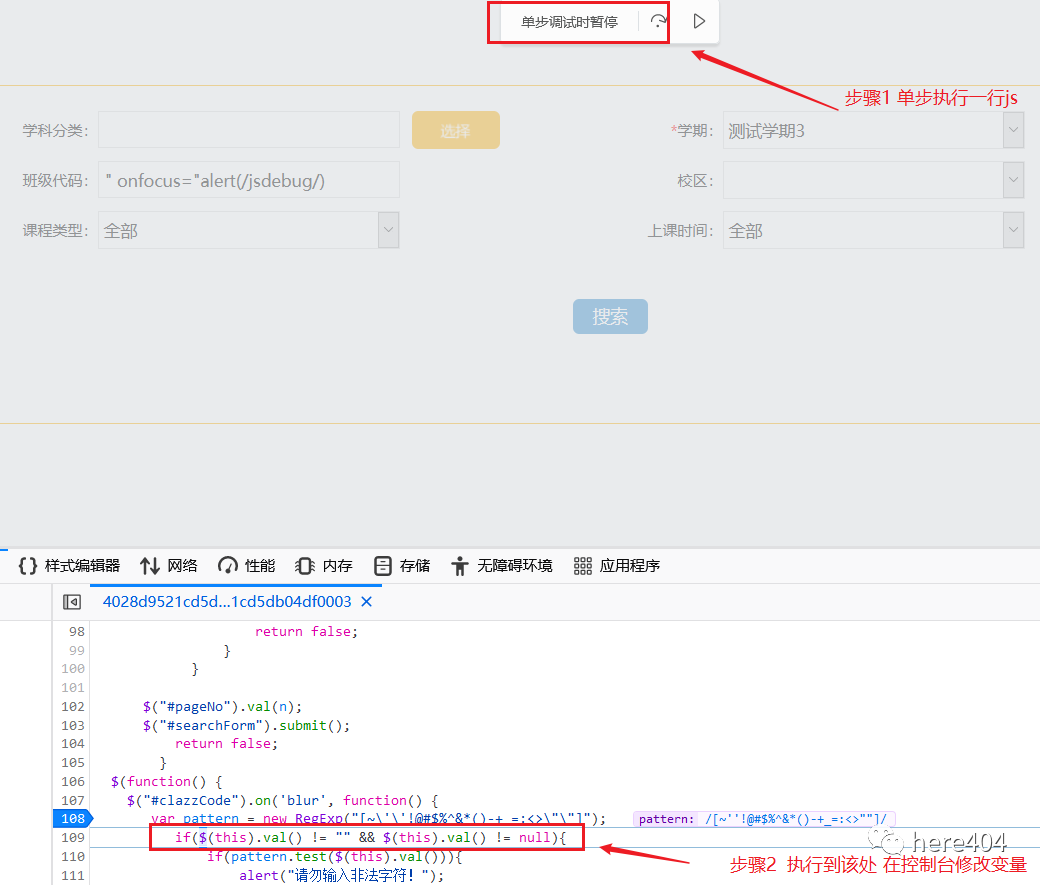 单步调试时暂停
步骤1 单步执行一行js
学科分类：
选择
*学期：
测试学期3
班级代码：
" onfocus="alert(/jsdebug/)
校区：
课程类型：
全部
上课时间：
全部
搜索
{} 样式编辑器 网络 性能 内存 存储 无障碍环境 应用程序
4028d9521cd5d...1cd5db04df0003 ×
98 return false;
99 }
100 }
101
102 $("#pageNo").val(n);
103 $("#searchForm").submit();
104 return false;
105 }
106 $(function() {
107 $("#clazzCode").on('blur', function() {
108 var pattern = new RegExp("[~\'\'!@#$%^&*()-+_=:<>\"\"]"); pattern: /[~''!@#$%^&*()-+_=:<>""]/
109 if($(this).val() != "" && $(this).val() != null){
110 if(pattern.test($(this).val())){
111 alert("请勿输入非法字符！");
here404
步骤2 执行到该处 在控制台修改变量